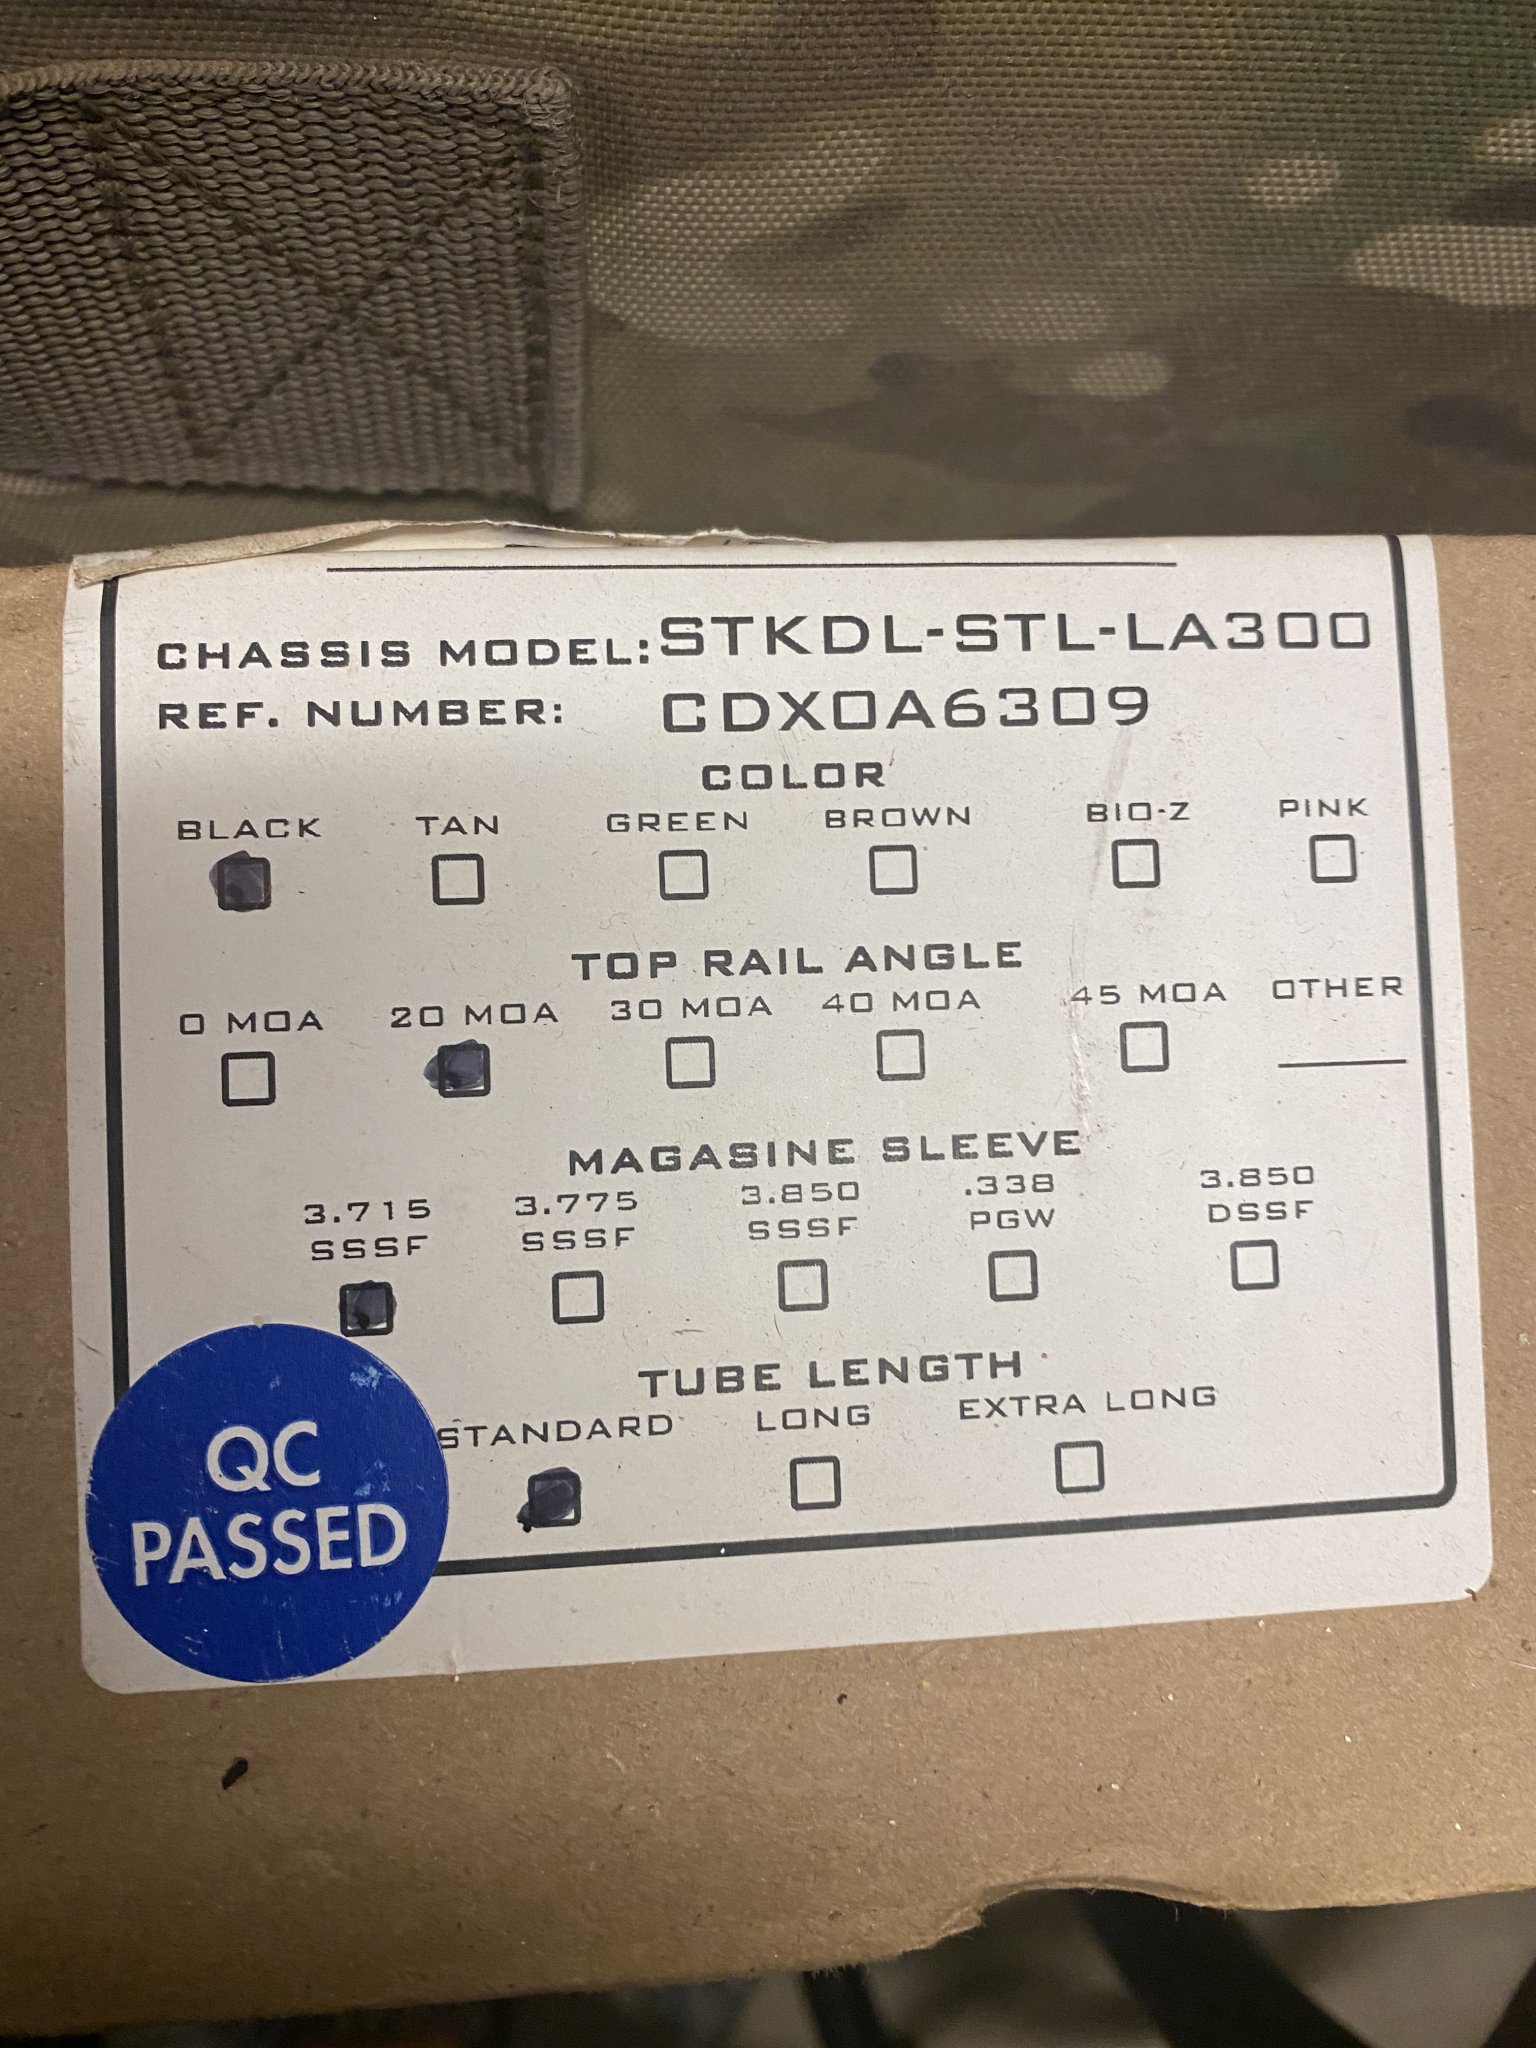 CHASSIS MODEL: STKDL-STL-LA300
REF. NUMBER: CDX0A6309
COLOR
BLACK TAN GREEN BROWN BIO-Z PINK
TOP RAIL ANGLE
0 MOA 20 MOA 30 MOA 40 MOA 45 MOA OTHER
MAGASINE SLEEVE
3.715 3.775 3.850 .338 3.850
SSSF SSSF SSSF PGW DSSF
TUBE LENGTH
STANDARD LONG EXTRA LONG
QC
PASSED